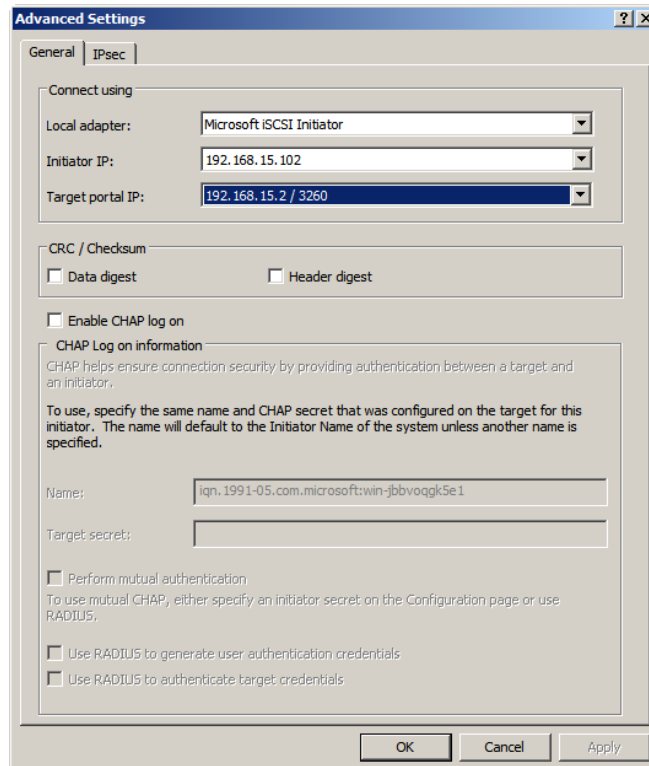 Advanced Settings
General
IPsec
Connect using
Local adapter:
Microsoft iSCSI Initiator
Initiator IP:
192.168.15.102
Target portal IP:
192.168.15.2 / 3260
CRC / Checksum
Data digest
Header digest
Enable CHAP log on
CHAP Log on information
CHAP helps ensure connection security by providing authentication between a target and
an initiator.
To use, specify the same name and CHAP secret that was configured on the target for this
initiator. The name will default to the Initiator Name of the system unless another name is
specified.
Name:
iqn.1991-05.com.microsoft:win-jbbvoqgk5e1
Target secret:
Perform mutual authentication
To use mutual CHAP, either specify an initiator secret on the Configuration page or use
RADIUS.
Use RADIUS to generate user authentication credentials
Use RADIUS to authenticate target credentials
OK
Cancel
Apply